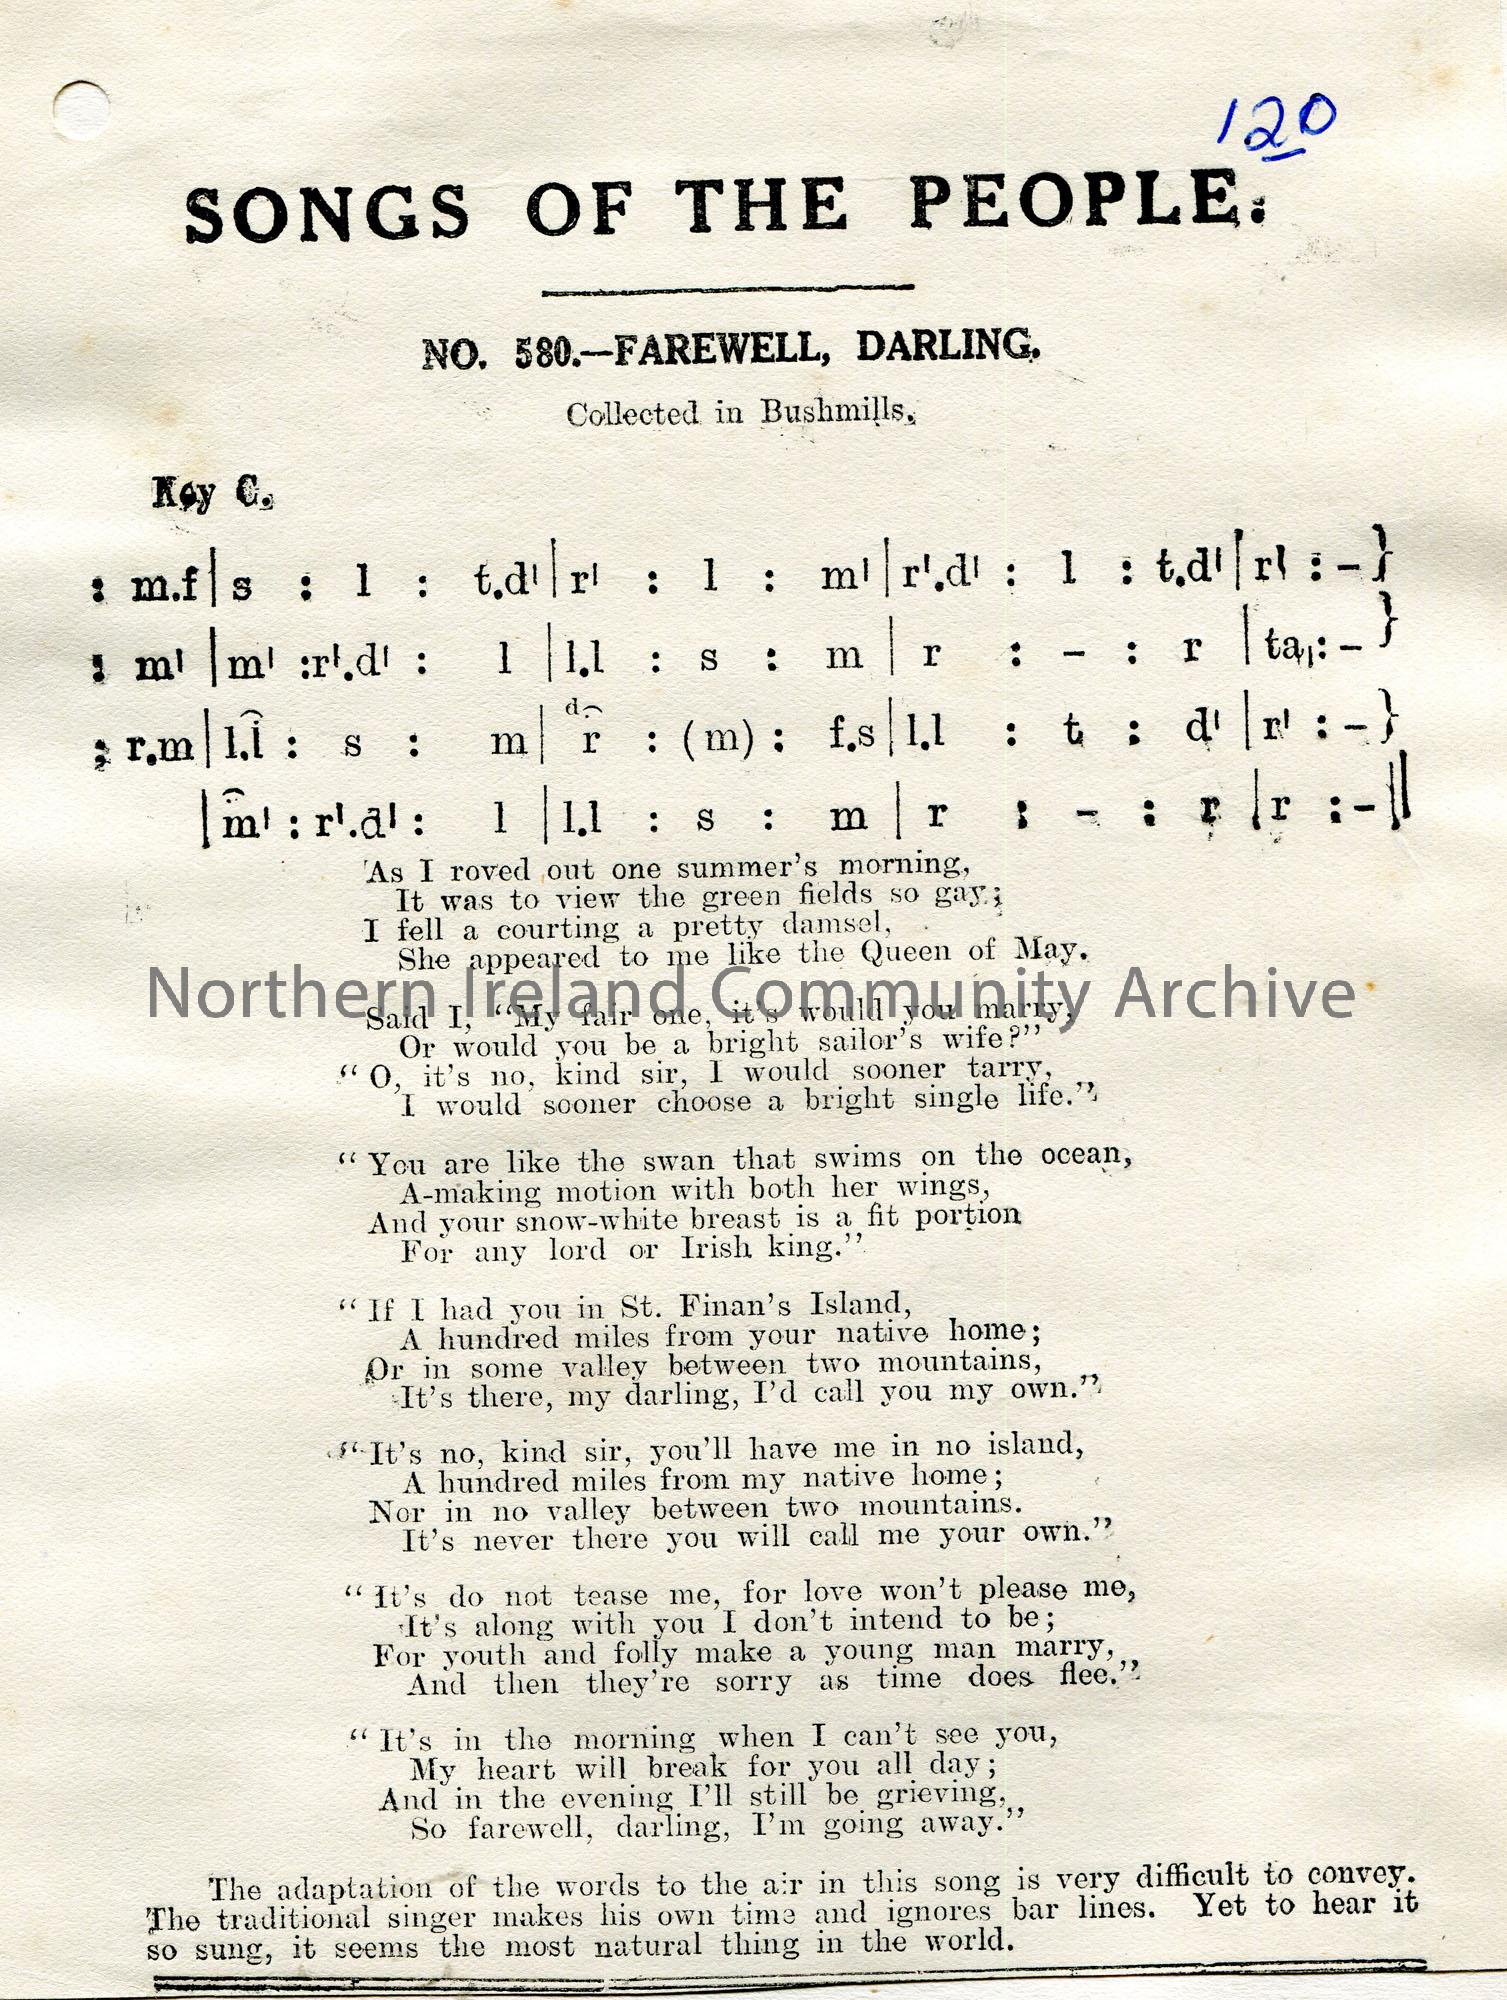 120
SONGS OF THE PEOPLE.
NO. 580.—FAREWELL, DARLING.
Collected in Bushmills.
Key C.
: m.f | s : l : t.d' | r' : l : m' | r'.d' : l : t.d' | r' : – }
: m' | m' : r'.d' : l | l.l : s : m | r : – : r | ta, : – }
: r.m | l.l : s : m | d r : (m) : f.s | l.l : t : d' | r' : – }
| m' : r'.d' : l | l.l : s : m | r : – : r | r : – ||
As I roved out one summer's morning,
It was to view the green fields so gay;
I fell a courting a pretty damsel,
She appeared to me like the Queen of May.
Northern Ireland Community Archive
Said I, "My fair one, it's would you marry,
Or would you be a bright sailor's wife?"
"O, it's no, kind sir, I would sooner tarry,
I would sooner choose a bright single life."
"You are like the swan that swims on the ocean,
A-making motion with both her wings,
And your snow-white breast is a fit portion
For any lord or Irish king."
"If I had you in St. Finan's Island,
A hundred miles from your native home;
Or in some valley between two mountains,
It's there, my darling, I'd call you my own."
"It's no, kind sir, you'll have me in no island,
A hundred miles from my native home;
Nor in no valley between two mountains.
It's never there you will call me your own."
"It's do not tease me, for love won't please me,
It's along with you I don't intend to be;
For youth and folly make a young man marry,
And then they're sorry as time does flee."
"It's in the morning when I can't see you,
My heart will break for you all day;
And in the evening I'll still be grieving,
So farewell, darling, I'm going away."
The adaptation of the words to the air in this song is very difficult to convey.
The traditional singer makes his own time and ignores bar lines. Yet to hear it
so sung, it seems the most natural thing in the world.